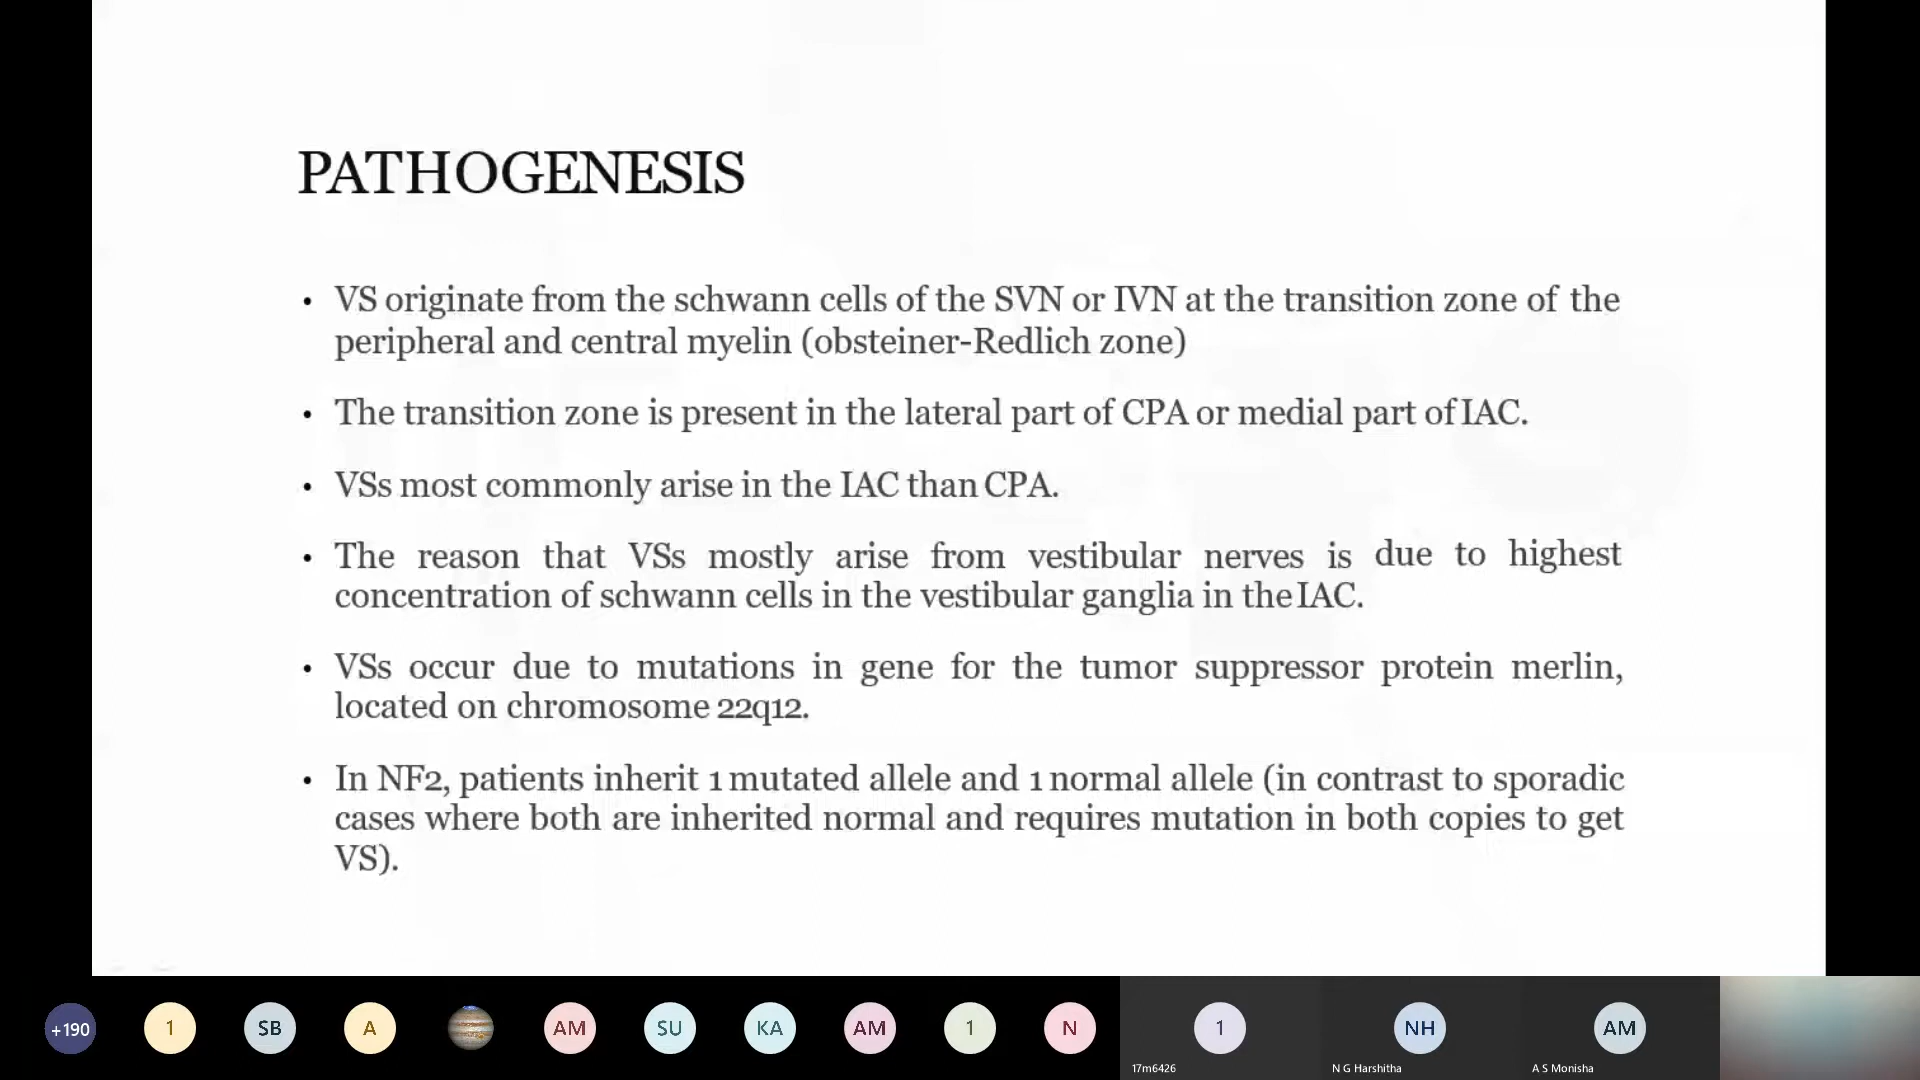 PATHOGENESIS
• VS originate from the schwann cells of the SVN or IVN at the transition zone of the
peripheral and central myelin (obsteiner-Redlich zone)
• The transition zone is present in the lateral part of CPA or medial part of IAC.
• VSs most commonly arise in the IAC than CPA.
• The reason that VSs mostly arise from vestibular nerves is due to highest
concentration of schwann cells in the vestibular ganglia in the IAC.
• VSs occur due to mutations in gene for the tumor suppressor protein merlin,
located on chromosome 22q12.
• In NF2, patients inherit 1 mutated allele and 1 normal allele (in contrast to sporadic
cases where both are inherited normal and requires mutation in both copies to get
VS).
+190 1 SB A AM SU KA AM 1 N 1 NH AM
17m6426 N G Harshitha A S Monisha